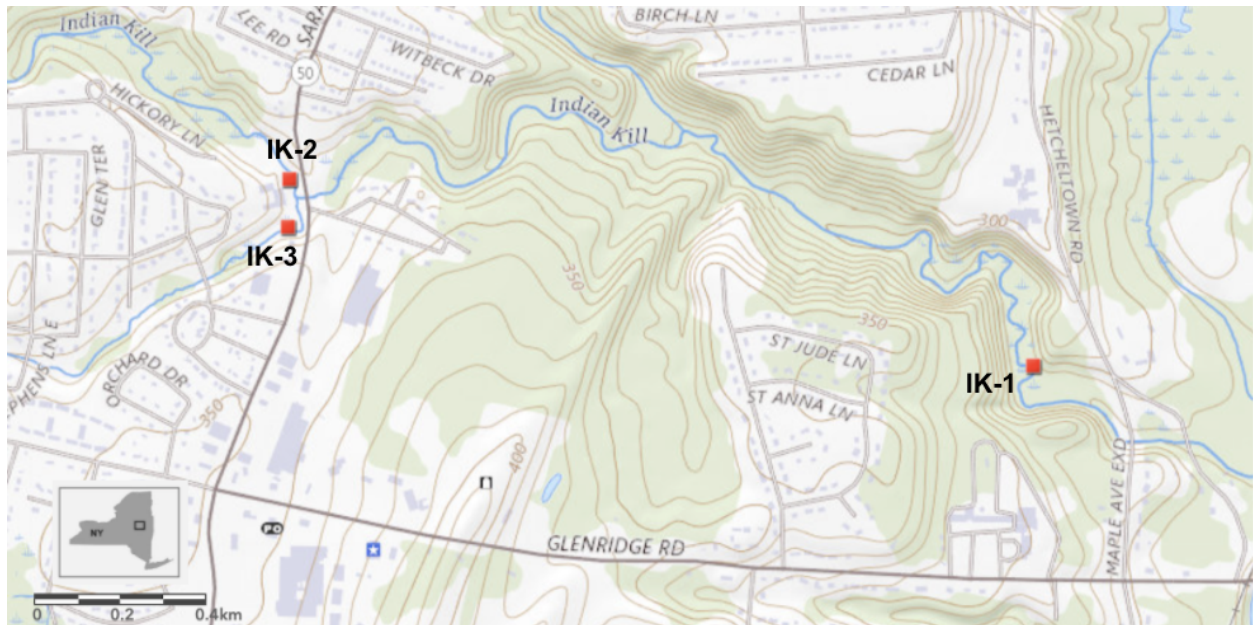 Indian Kill
LEE RD
SARA
50
WITBECK DR
BIRCH LN
CEDAR LN
HICKORY LN
GLEN TER
IK-2
IK-3
Indian Kill
HETCHELTOWN RD
300
350
350
ST JUDE LN
ST ANNA LN
IK-1
PHENS LN E
ORCHARD DR
350
400
GLENRIDGE RD
MAPLE AVE EXD
NY
PO
0
0.2
0.4km